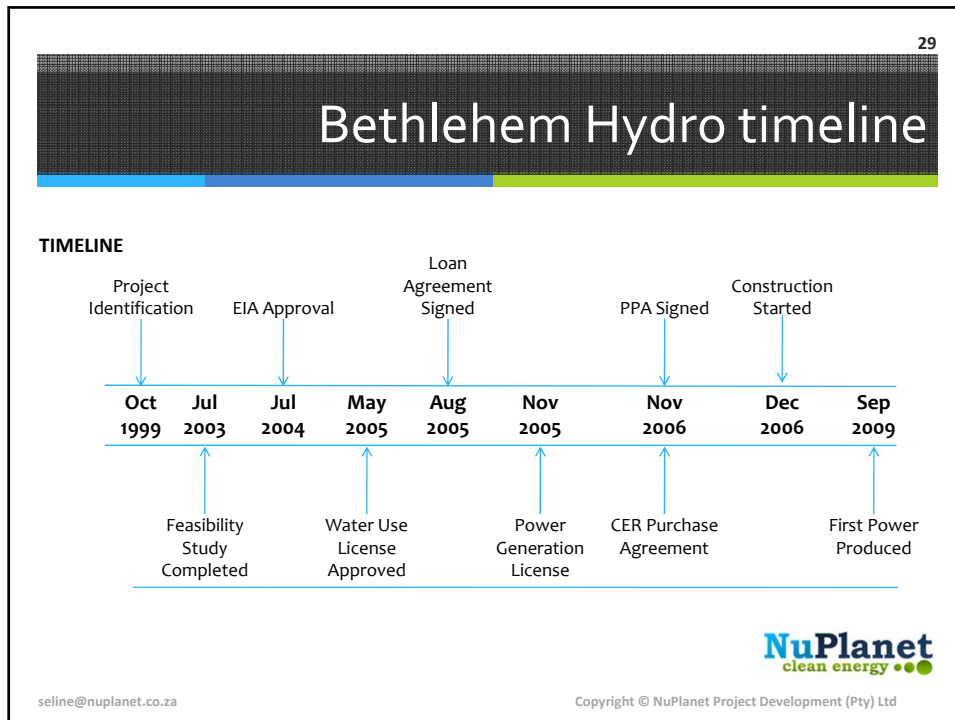 29
Bethlehem Hydro timeline
TIMELINE
Project
Identification
EIA Approval
Loan
Agreement
Signed
PPA Signed
Construction
Started
Oct
1999
Jul
2003
Jul
2004
May
2005
Aug
2005
Nov
2005
Nov
2006
Dec
2006
Sep
2009
Feasibility
Study
Completed
Water Use
License
Approved
Power
Generation
License
CER Purchase
Agreement
First Power
Produced
NuPlanet
clean energy
seline@nuplanet.co.za
Copyright © NuPlanet Project Development (Pty) Ltd